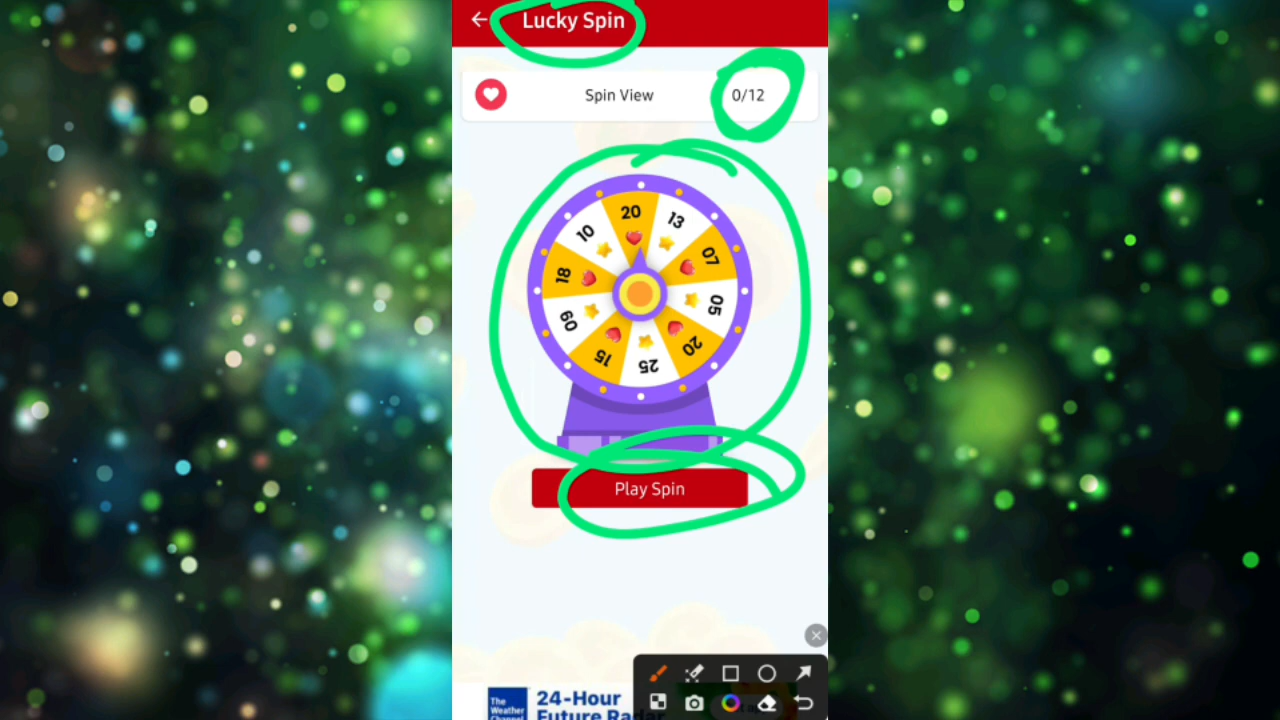 Lucky Spin
Spin View
0/12
20
13
07
05
20
25
15
09
18
10
Play Spin
The
Weather
Channel
24-Hour
Future Radar